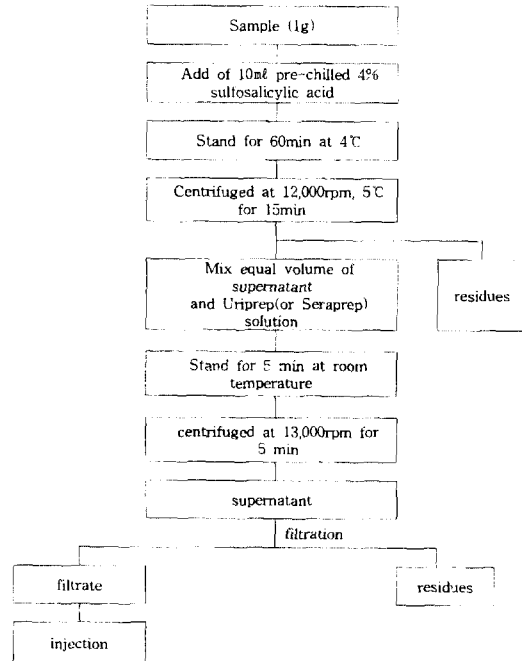 Sample (1g)
Add of 10mℓ pre-chilled 4%
sulfosalicylic acid
Stand for 60min at 4℃
Centrifuged at 12,000rpm, 5℃
for 15min
Mix equal volume of
supernatant
and Uriprep(or Seraprep)
solution
residues
Stand for 5 min at room
temperature
centrifuged at 13,000rpm for
5 min
supernatant
filtration
filtrate
residues
injection